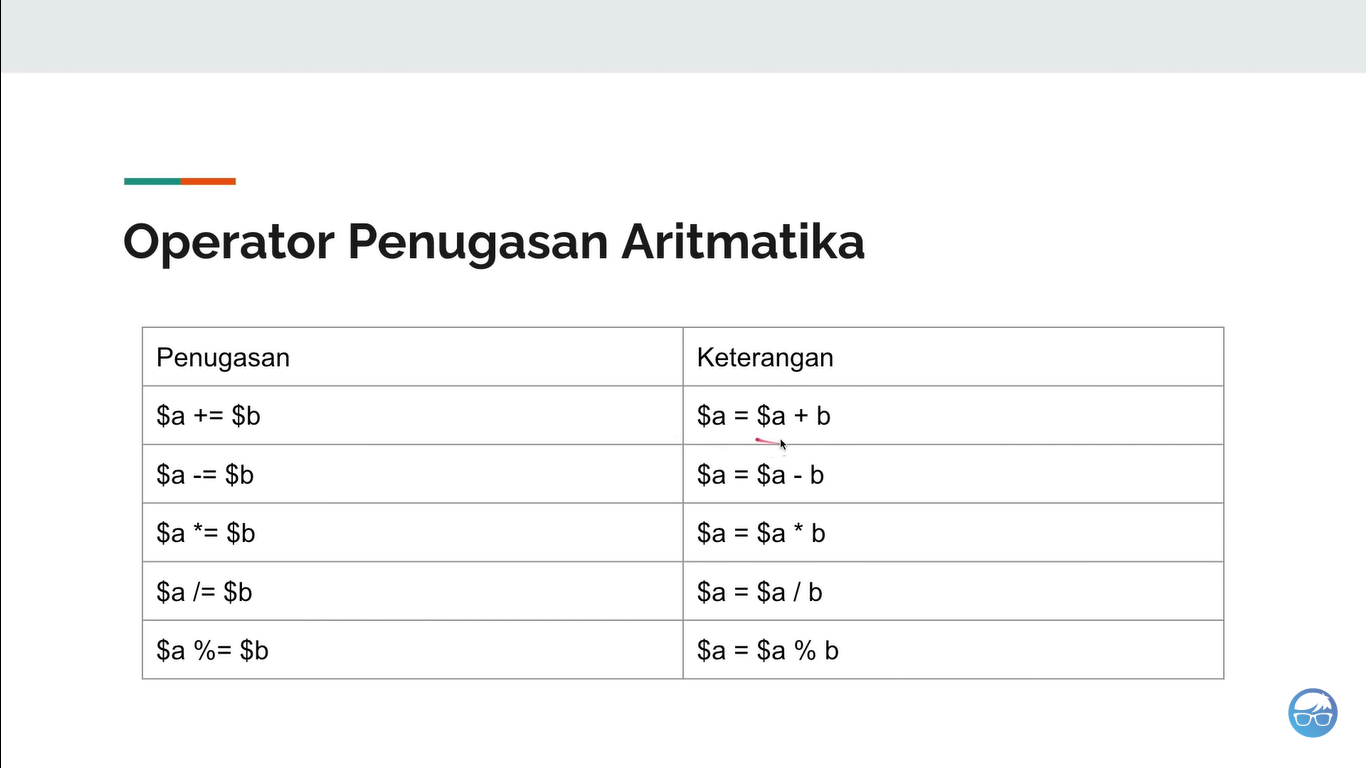 Operator Penugasan Aritmatika
Penugasan Keterangan
$a += $b $a = $a + b
$a -= $b $a = $a - b
$a *= $b $a = $a * b
$a /= $b $a = $a / b
$a %= $b $a = $a % b